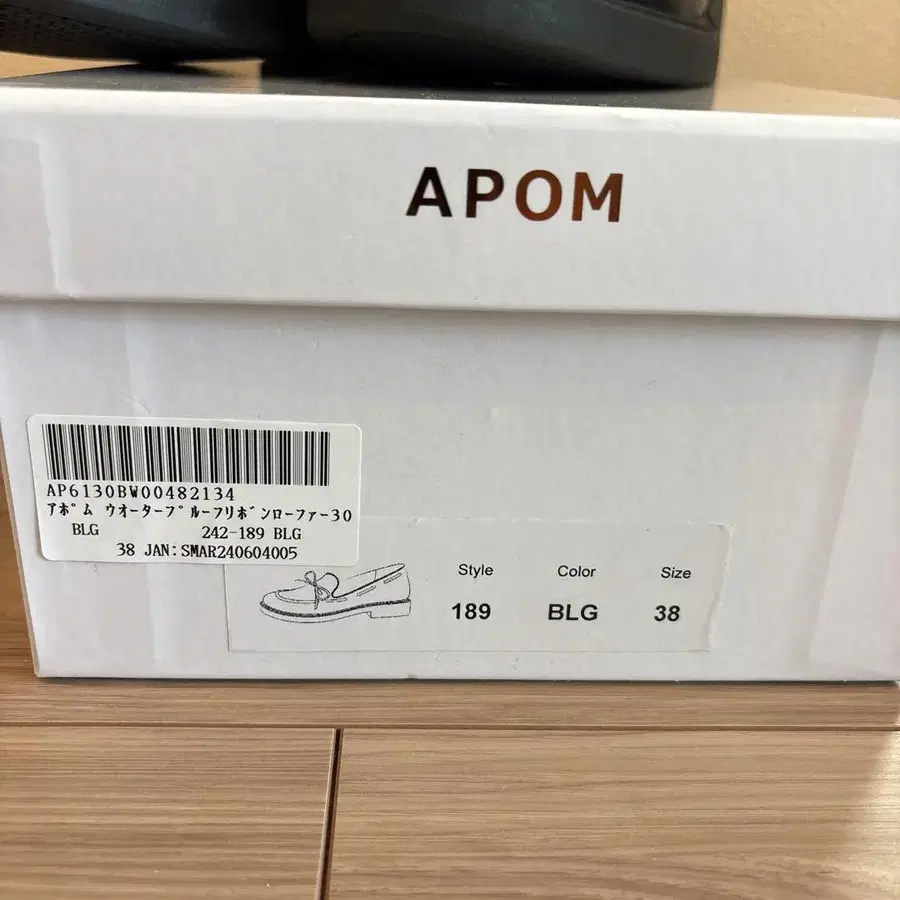 APOM
AP6130BW00482134
ｱﾎﾟﾑ ｳｵｰﾀｰﾌﾟﾙｰﾌﾘﾎﾞﾝﾛｰﾌｧｰ30
BLG 242-189 BLG
38 JAN:SMAR240604005
Style Color Size
189 BLG 38